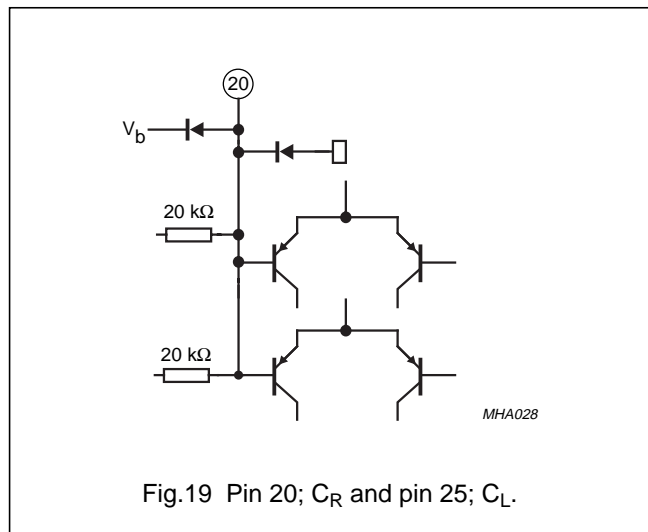 20
V_b
20 kΩ
20 kΩ
MHA028
Fig.19 Pin 20; C_R and pin 25; C_L.